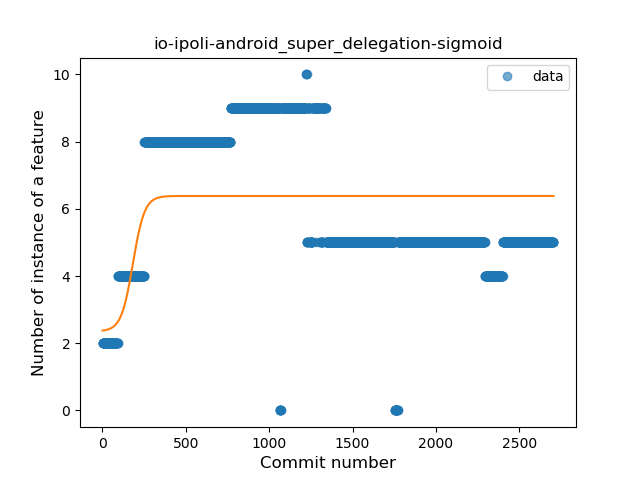 io-ipoli-android_super_delegation-sigmoid
data
Number of instance of a feature
10
8
6
4
2
0
0 500 1000 1500 2000 2500
Commit number